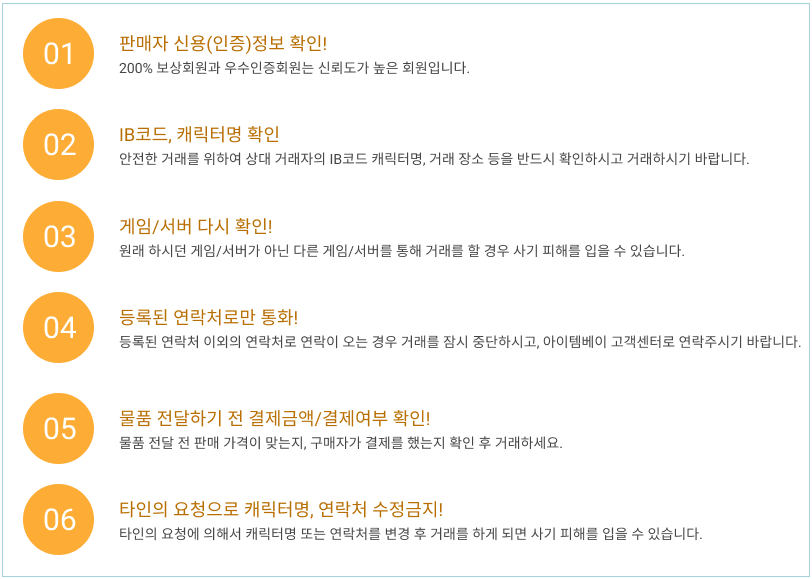 01
판매자 신용(인증)정보 확인!
200% 보상회원과 우수인증회원는 신뢰도가 높은 회원입니다.
02
IB코드, 캐릭터명 확인
안전한 거래를 위하여 상대 거래자의 IB코드 캐릭터명, 거래 장소 등을 반드시 확인하시고 거래하시기 바랍니다.
03
게임/서버 다시 확인!
원래 하시던 게임/서버가 아닌 다른 게임/서버를 통해 거래를 할 경우 사기 피해를 입을 수 있습니다.
04
등록된 연락처로만 통화!
등록된 연락처 이외의 연락처로 연락이 오는 경우 거래를 잠시 중단하시고, 아이템베이 고객센터로 연락주시기 바랍니다.
05
물품 전달하기 전 결제금액/결제여부 확인!
물품 전달 전 판매 가격이 맞는지, 구매자가 결제를 했는지 확인 후 거래하세요.
06
타인의 요청으로 캐릭터명, 연락처 수정금지!
타인의 요청에 의해서 캐릭터명 또는 연락처를 변경 후 거래를 하게 되면 사기 피해를 입을 수 있습니다.